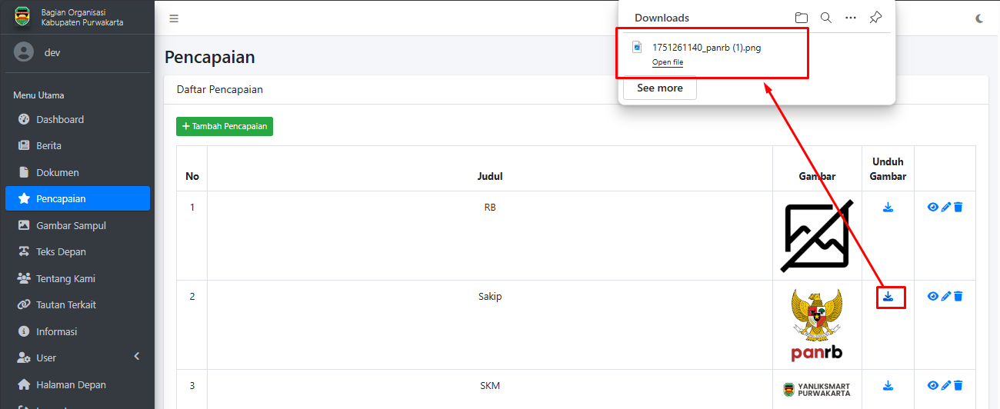 Bagian Organisasi
Kabupaten Purwakarta
dev
Menu Utama
Dashboard
Berita
Dokumen
Pencapaian
Gambar Sampul
Teks Depan
Tentang Kami
Tautan Terkait
Informasi
User
Halaman Depan
Downloads
1751261140_panrb (1).png
Open file
See more
Pencapaian
Daftar Pencapaian
+ Tambah Pencapaian
No Judul Gambar Unduh Gambar
1 RB
2 Sakip
panrb
3 SKM
YANLIKSMART
PURWAKARTA